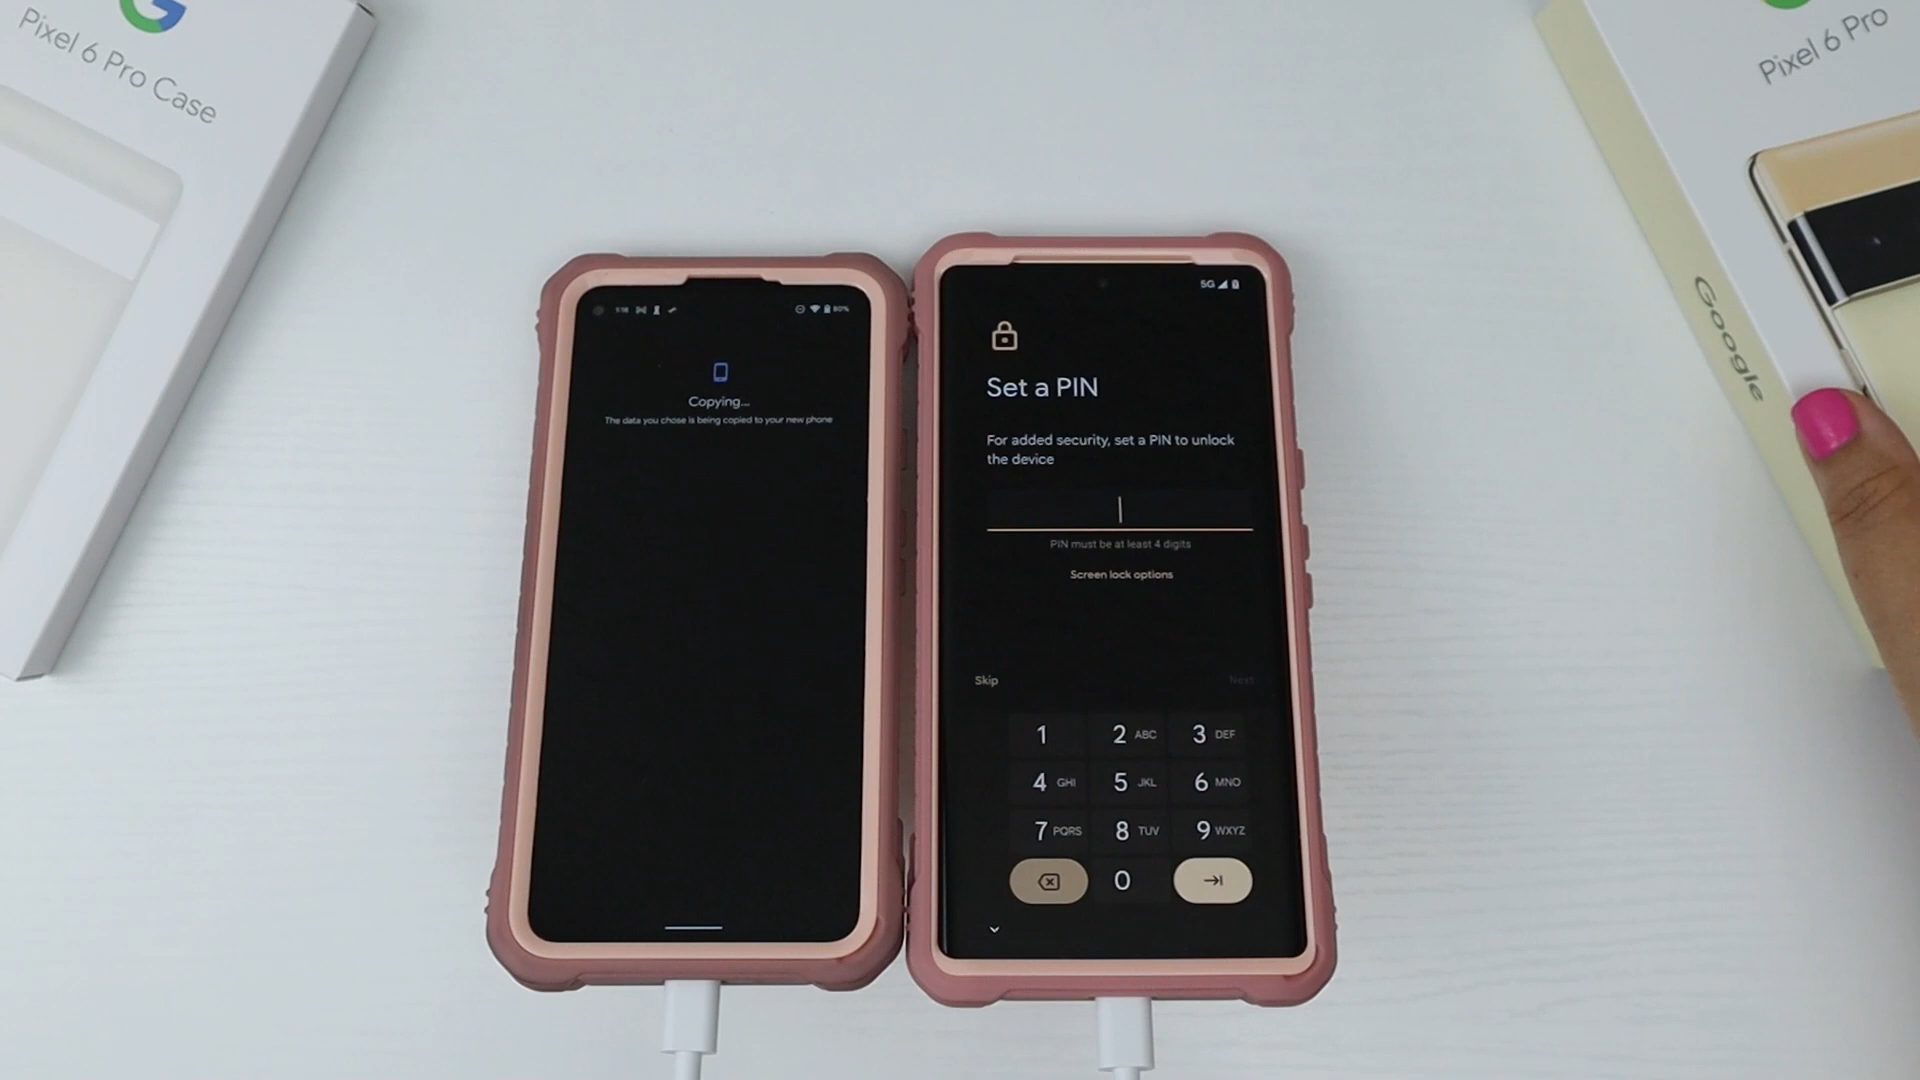 Pixel 6 Pro Case
Pixel 6 Pro
Google
80%
Copying...
The data you chose is being copied to your new phone
5G
Set a PIN
For added security, set a PIN to unlock
the device
PIN must be at least 4 digits
Screen lock options
Skip
Next
1
2 ABC
3 DEF
4 GHI
5 JKL
6 MNO
7 PQRS
8 TUV
9 WXYZ
0